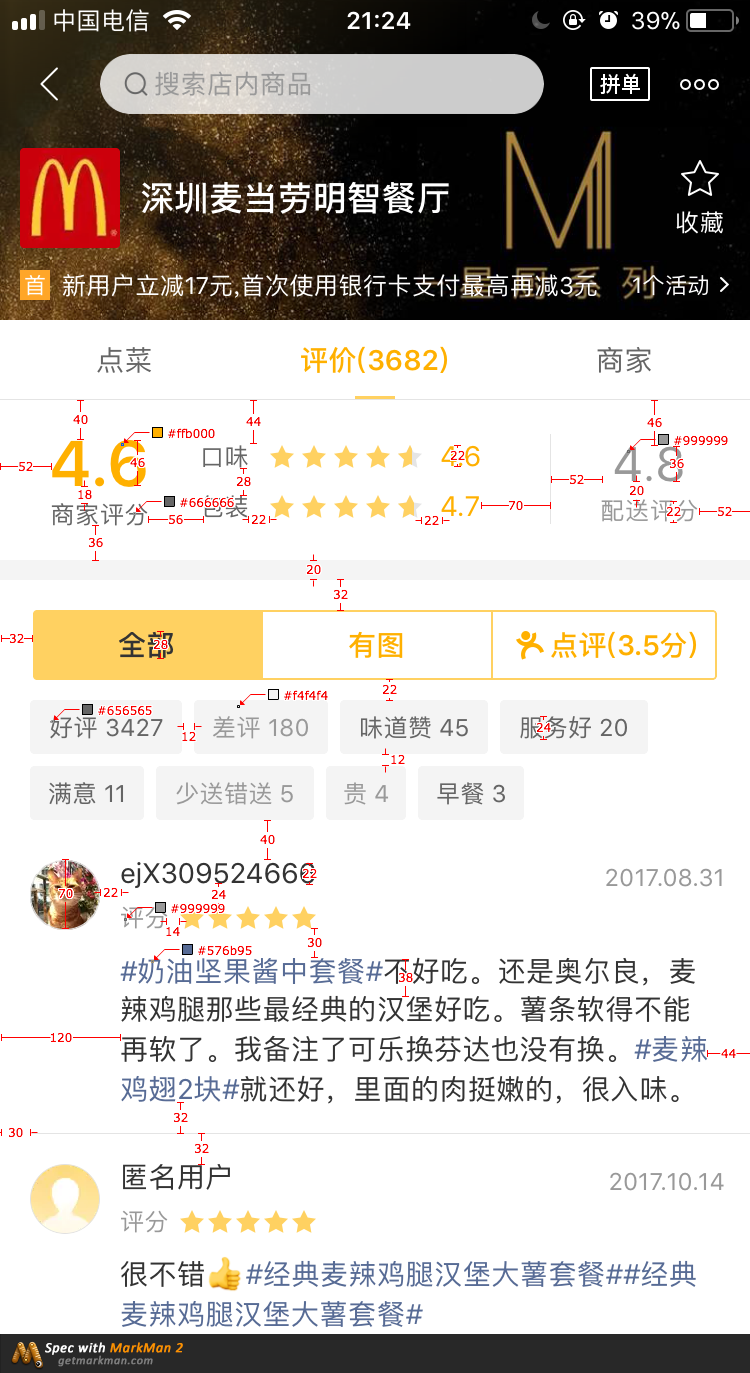 中国电信 21:24 39%
搜索店内商品 拼单
深圳麦当劳明智餐厅
收藏
星厨系列
首 新用户立减17元,首次使用银行卡支付最高再减3元 1个活动
点菜 评价(3682) 商家
40 44 46
#ffb000 #999999
4.6 口味 4.6 4.8
52 46 22 36
18 28 52 20
#666666
商家评分 包装 4.7 配送评分
56 22 22 70 22 52
36
20
32
32 全部 28 有图 点评(3.5分)
22
#656565 #f4f4f4
好评 3427 差评 180 味道赞 45 服务好 20
12 24
12
满意 11 少送错送 5 贵 4 早餐 3
40
ejX309524666 22 2017.08.31
70 22 24
#999999
评分
14 30
#576b95
#奶油坚果酱中套餐#不好吃。还是奥尔良，麦
38
辣鸡腿那些最经典的汉堡好吃。薯条软得不能
120 再软了。我备注了可乐换芬达也没有换。#麦辣 44
鸡翅2块#就还好，里面的肉挺嫩的，很入味。
32
30
32
匿名用户 2017.10.14
评分
很不错👍#经典麦辣鸡腿汉堡大薯套餐##经典
麦辣鸡腿汉堡大薯套餐#
Spec with MarkMan 2
getmarkman.com